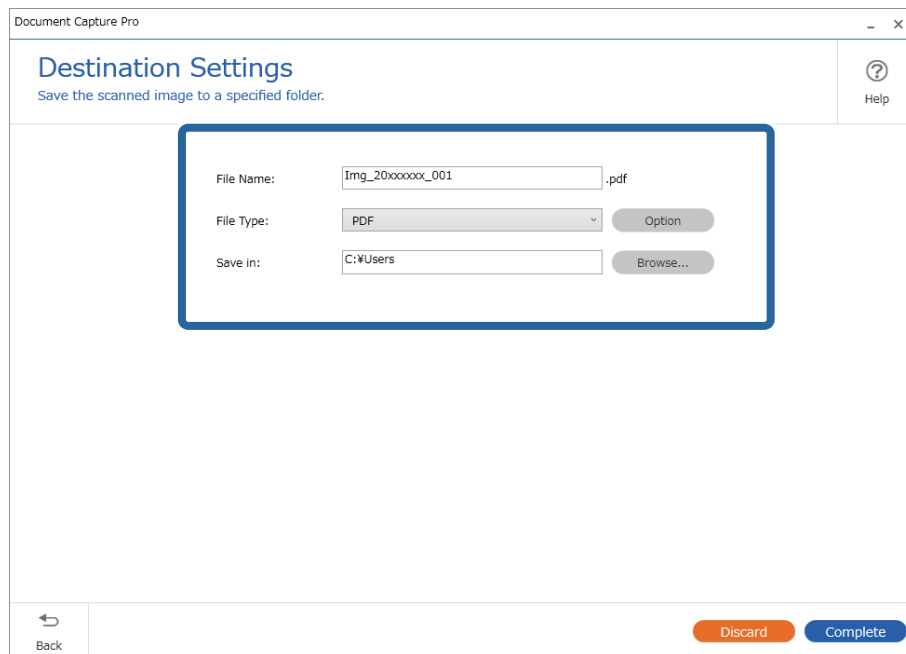 Document Capture Pro
Destination Settings
Save the scanned image to a specified folder.
Help
File Name:
Img_20xxxxxx_001
.pdf
File Type:
PDF
Option
Save in:
C:¥Users
Browse...
Back
Discard
Complete